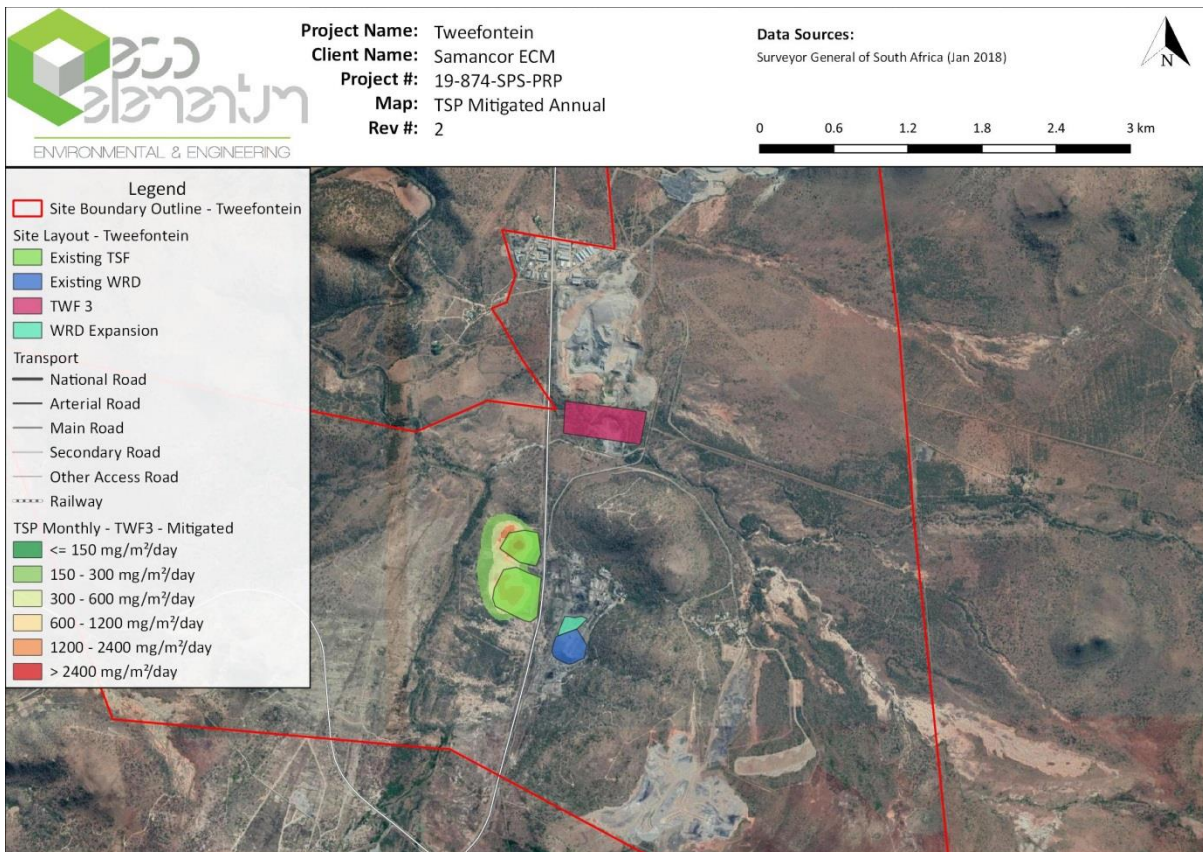 eco
elementum
ENVIRONMENTAL & ENGINEERING
Project Name: Tweefontein
Client Name: Samancor ECM
Project #: 19-874-SPS-PRP
Map: TSP Mitigated Annual
Rev #: 2
Data Sources:
Surveyor General of South Africa (Jan 2018)
N
0 0.6 1.2 1.8 2.4 3 km
Legend
Site Boundary Outline - Tweefontein
Site Layout - Tweefontein
Existing TSF
Existing WRD
TWF 3
WRD Expansion
Transport
National Road
Arterial Road
Main Road
Secondary Road
Other Access Road
Railway
TSP Monthly - TWF3 - Mitigated
<= 150 mg/m²/day
150 - 300 mg/m²/day
300 - 600 mg/m²/day
600 - 1200 mg/m²/day
1200 - 2400 mg/m²/day
> 2400 mg/m²/day